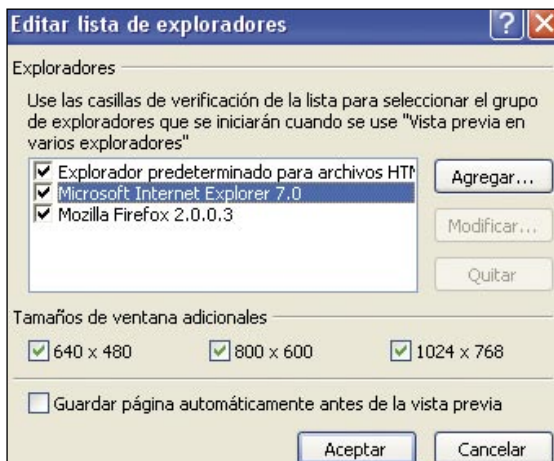 Editar lista de exploradores
Exploradores
Use las casillas de verificación de la lista para seleccionar el grupo
de exploradores que se iniciarán cuando se use "Vista previa en
varios exploradores"
Explorador predeterminado para archivos HTM
Agregar...
Microsoft Internet Explorer 7.0
Mozilla Firefox 2.0.0.3
Modificar...
Quitar
Tamaños de ventana adicionales
640 x 480 800 x 600 1024 x 768
Guardar página automáticamente antes de la vista previa
Aceptar Cancelar